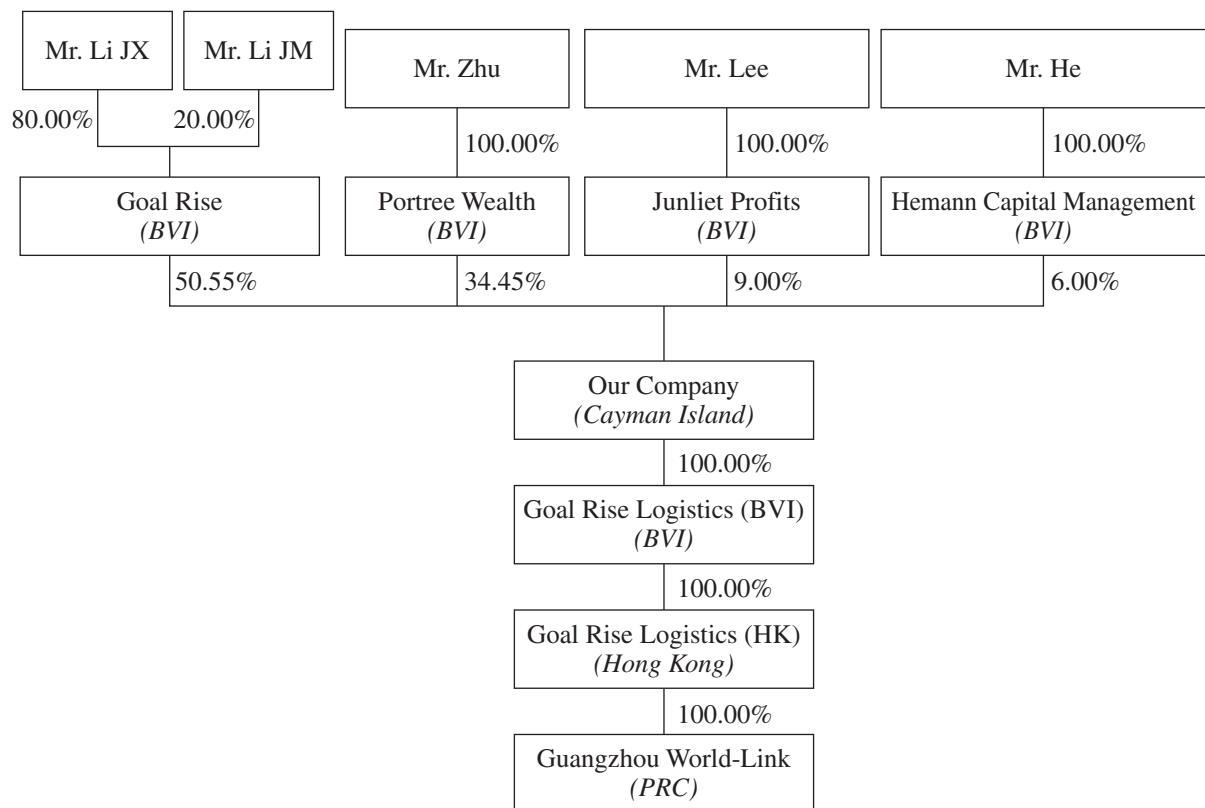 Mr. Li JX
Mr. Li JM
Mr. Zhu
Mr. Lee
Mr. He
80.00%
20.00%
100.00%
100.00%
100.00%
Goal Rise
(BVI)
Portree Wealth
(BVI)
Junliet Profits
(BVI)
Hemann Capital Management
(BVI)
50.55%
34.45%
9.00%
6.00%
Our Company
(Cayman Island)
100.00%
Goal Rise Logistics (BVI)
(BVI)
100.00%
Goal Rise Logistics (HK)
(Hong Kong)
100.00%
Guangzhou World-Link
(PRC)